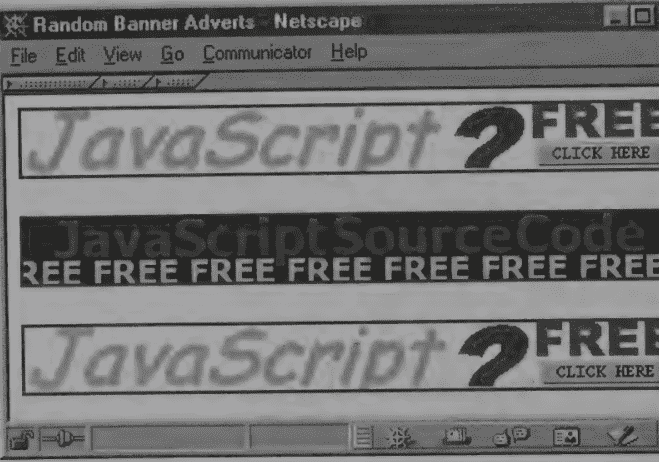 Random Banner Adverts - Netscape
File Edit View Go Communicator Help
JavaScript ? FREE
CLICK HERE
JavaScriptSourceCode
REE FREE FREE FREE FREE FREE FREE
JavaScript ? FREE
CLICK HERE